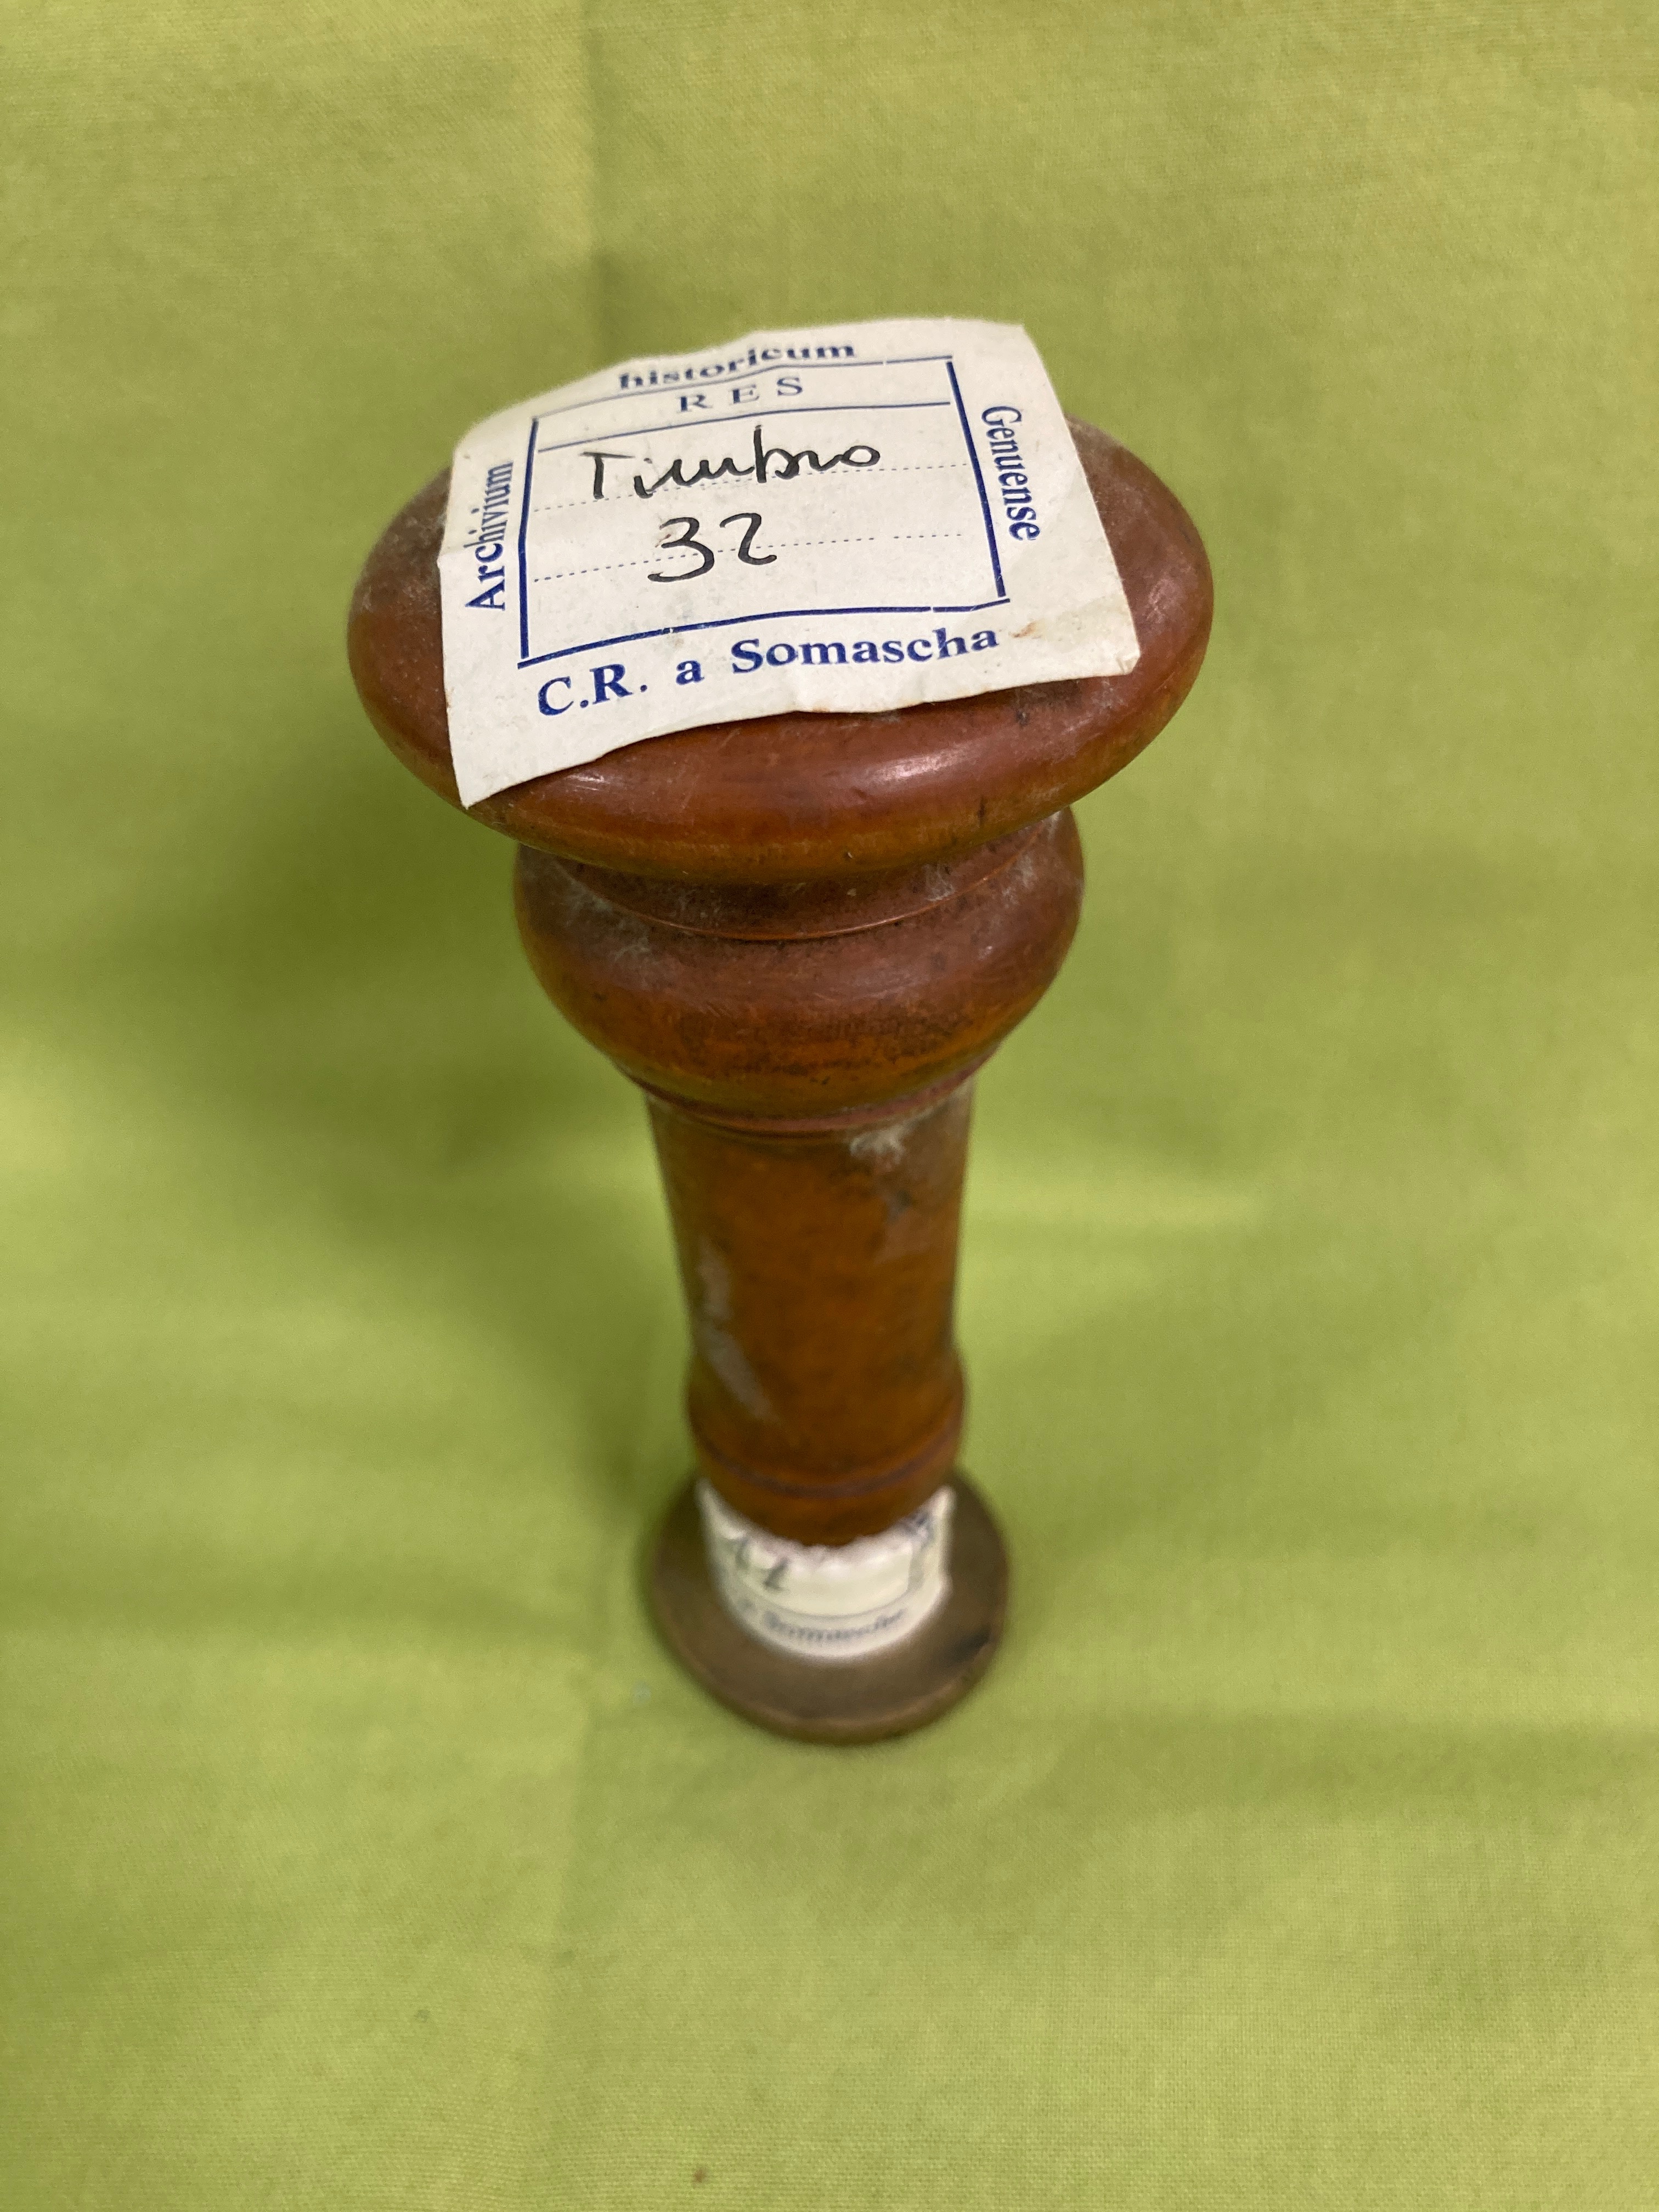 historicum
RES
Archivium
Timbro
32
Genuense
C.R. a Somascha